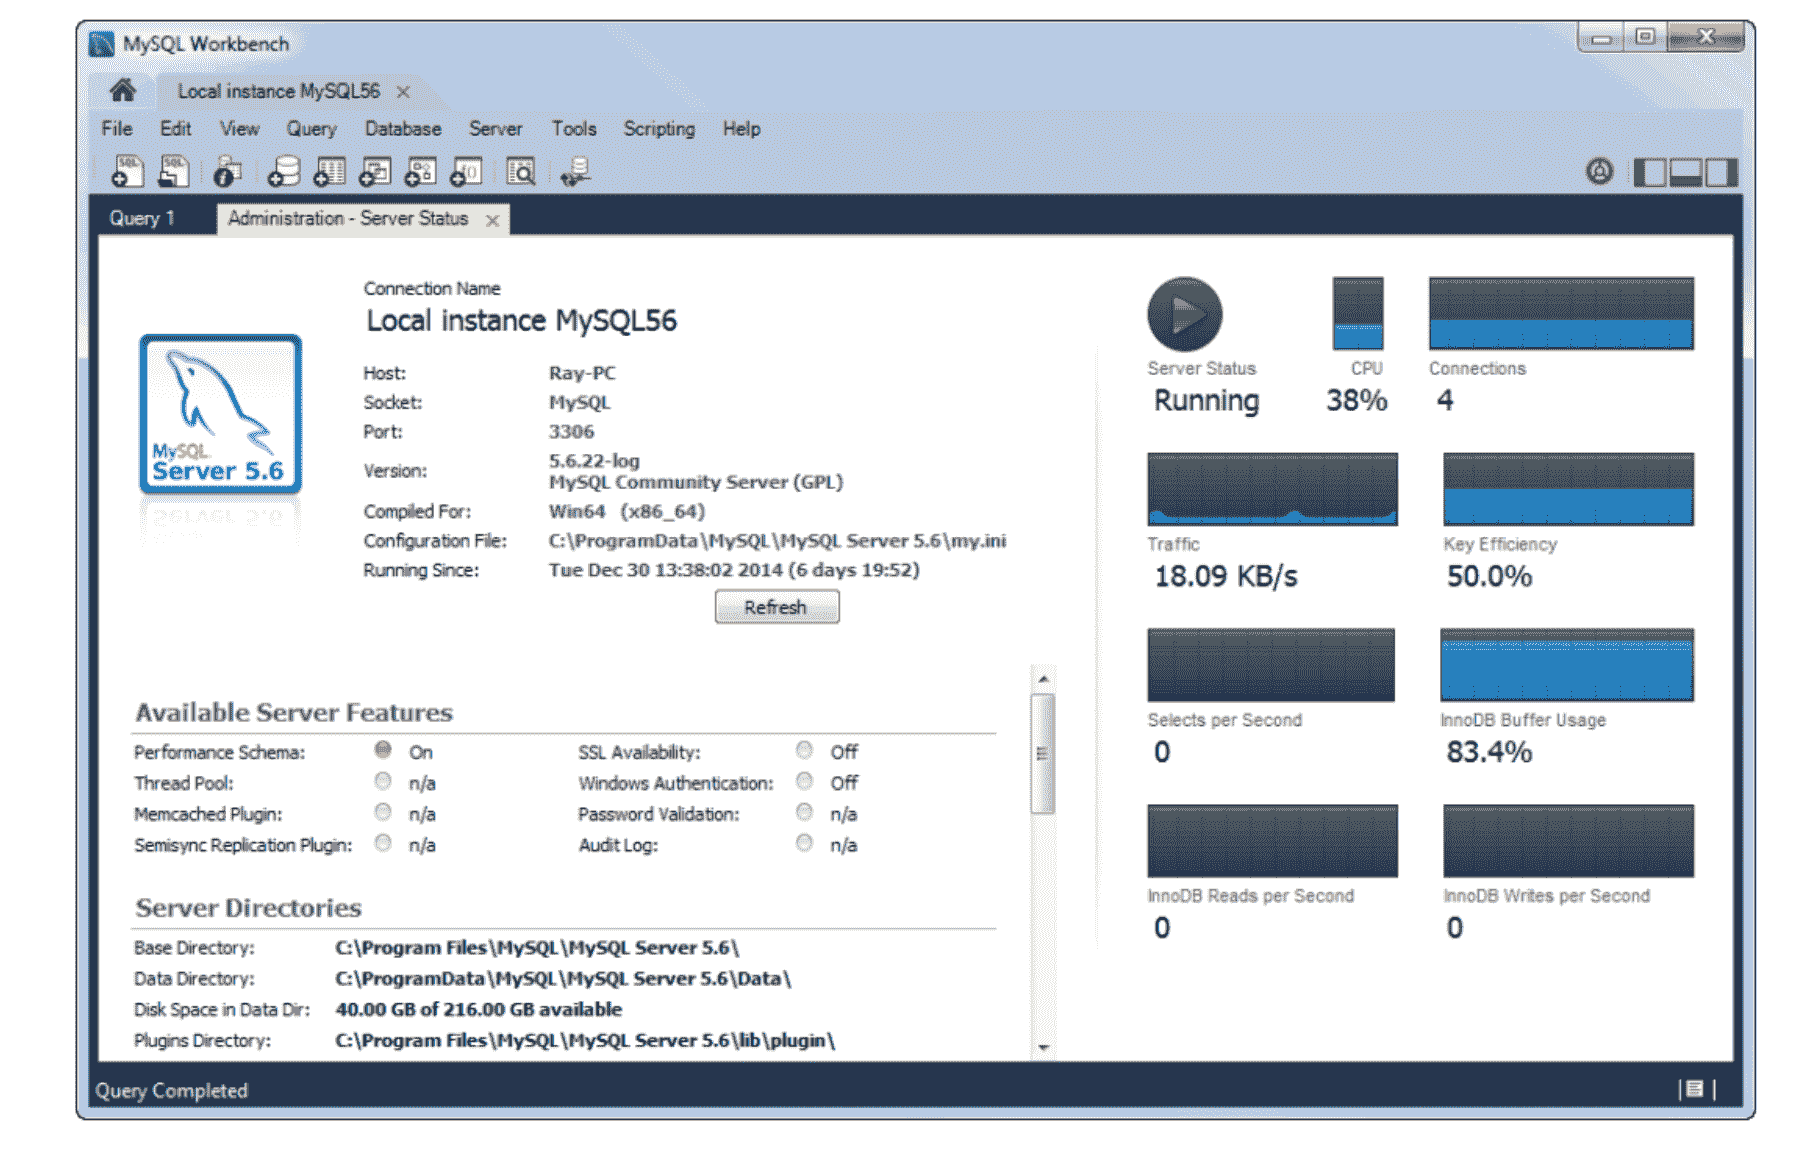 MySQL Workbench
Local instance MySQL56
File Edit View Query Database Server Tools Scripting Help
SQL SQL
Query 1 Administration - Server Status
Connection Name
Local instance MySQL56
Host: Ray-PC
Socket: MySQL
Port: 3306
Version: 5.6.22-log
MySQL Community Server (GPL)
Compiled For: Win64 (x86_64)
Configuration File: C:\ProgramData\MySQL\MySQL Server 5.6\my.ini
Running Since: Tue Dec 30 13:38:02 2014 (6 days 19:52)
Refresh
MySQL
Server 5.6
Available Server Features
Performance Schema: On SSL Availability: Off
Thread Pool: n/a Windows Authentication: Off
Memcached Plugin: n/a Password Validation: n/a
Semisync Replication Plugin: n/a Audit Log: n/a
Server Directories
Base Directory: C:\Program Files\MySQL\MySQL Server 5.6\
Data Directory: C:\ProgramData\MySQL\MySQL Server 5.6\Data\
Disk Space in Data Dir: 40.00 GB of 216.00 GB available
Plugins Directory: C:\Program Files\MySQL\MySQL Server 5.6\lib\plugin\
Server Status CPU Connections
Running 38% 4
Traffic Key Efficiency
18.09 KB/s 50.0%
Selects per Second InnoDB Buffer Usage
0 83.4%
InnoDB Reads per Second InnoDB Writes per Second
0 0
Query Completed